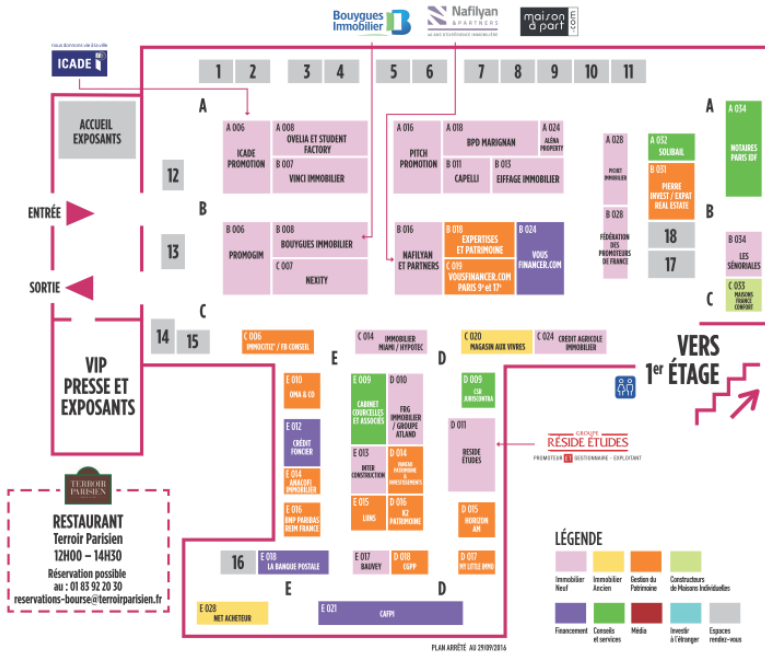 Bouygues
Immobilier
Nafilyan
& PARTNERS
maison
à part
.com
ICADE
1
2
3
4
5
6
7
8
9
10
11
ACCUEIL
EXPOSANTS
A
A
A 006
ICADE
PROMOTION
A 008
OVELIA ET STUDENT
FACTORY
B 007
VINCI IMMOBILIER
A 016
PITCH
PROMOTION
A 018
BPD MARIGNAN
A 024
ALÉNA
PROPERTY
B 011
CAPELLI
B 013
EIFFAGE IMMOBILIER
A 028
PICHET
IMMOBILIER
A 032
SOLIBAIL
B 031
PIERRE
INVEST / EXPAT
REAL ESTATE
A 034
NOTAIRES
PARIS IDF
12
ENTRÉE
B
B
B 006
PROMOGIM
B 008
BOUYGUES IMMOBILIER
C 007
NEXITY
B 016
NAFILYAN
ET PARTNERS
B 018
EXPERTISES
ET PATRIMOINE
C 019
VOUSFINANCER.COM
PARIS 9e et 17e
B 024
VOUS
FINANCER.COM
B 028
FÉDÉRATION
DES
PROMOTEURS
DE FRANCE
18
17
B 034
LES
SÉNORIALES
C 033
MAISONS
FRANCE
CONFORT
13
SORTIE
C
C
14
15
C 006
IMMOCITIZ' / FB CONSEIL
C 014
IMMOBILIER
MIAMI / HYPOTEC
C 020
MAGASIN AUX VIVRES
C 024
CREDIT AGRICOLE
IMMOBILIER
VERS
1er ÉTAGE
VIP
PRESSE ET
EXPOSANTS
E
D
E 010
OMA & CO
E 009
CABINET
COURCELLES
ET ASSOCIÉS
D 010
FRG
IMMOBILIER
/ GROUPE
ATLAND
D 009
CSR
JURISCONTRA
E 012
CRÉDIT
FONCIER
D 011
RESIDE
ÉTUDES
GROUPE
RÉSIDE ÉTUDES
PROMOTEUR ET GESTIONNAIRE - EXPLOITANT
E 013
INTER
CONSTRUCTION
D 014
PATRIMOINE
&
INVESTISSEMENTS
E 014
ANACOFI
IMMOBILIER
E 016
BNP PARIBAS
REIM FRANCE
E 015
D 016
K2
PATRIMOINE
D 015
HORIZON
AM
16
E 018
LA BANQUE POSTALE
E 017
BAUVEY
D 018
CGPP
D 017
MY LITTLE IMMO
E
D
E 028
NET ACHETEUR
E 021
CAFPI
TERROIR
PARISIEN
RESTAURANT
Terroir Parisien
12H00 – 14H30
Réservation possible
au : 01 83 92 20 30
reservations-bourse@terroirparisien.fr
LÉGENDE
Immobilier
Neuf
Immobilier
Ancien
Gestion du
Patrimoine
Constructeurs
de Maisons Individuelles
Financement
Conseils
et services
Média
Investir
à l'étranger
Espaces
rendez-vous
PLAN ARRÊTÉ AU 29/09/2016